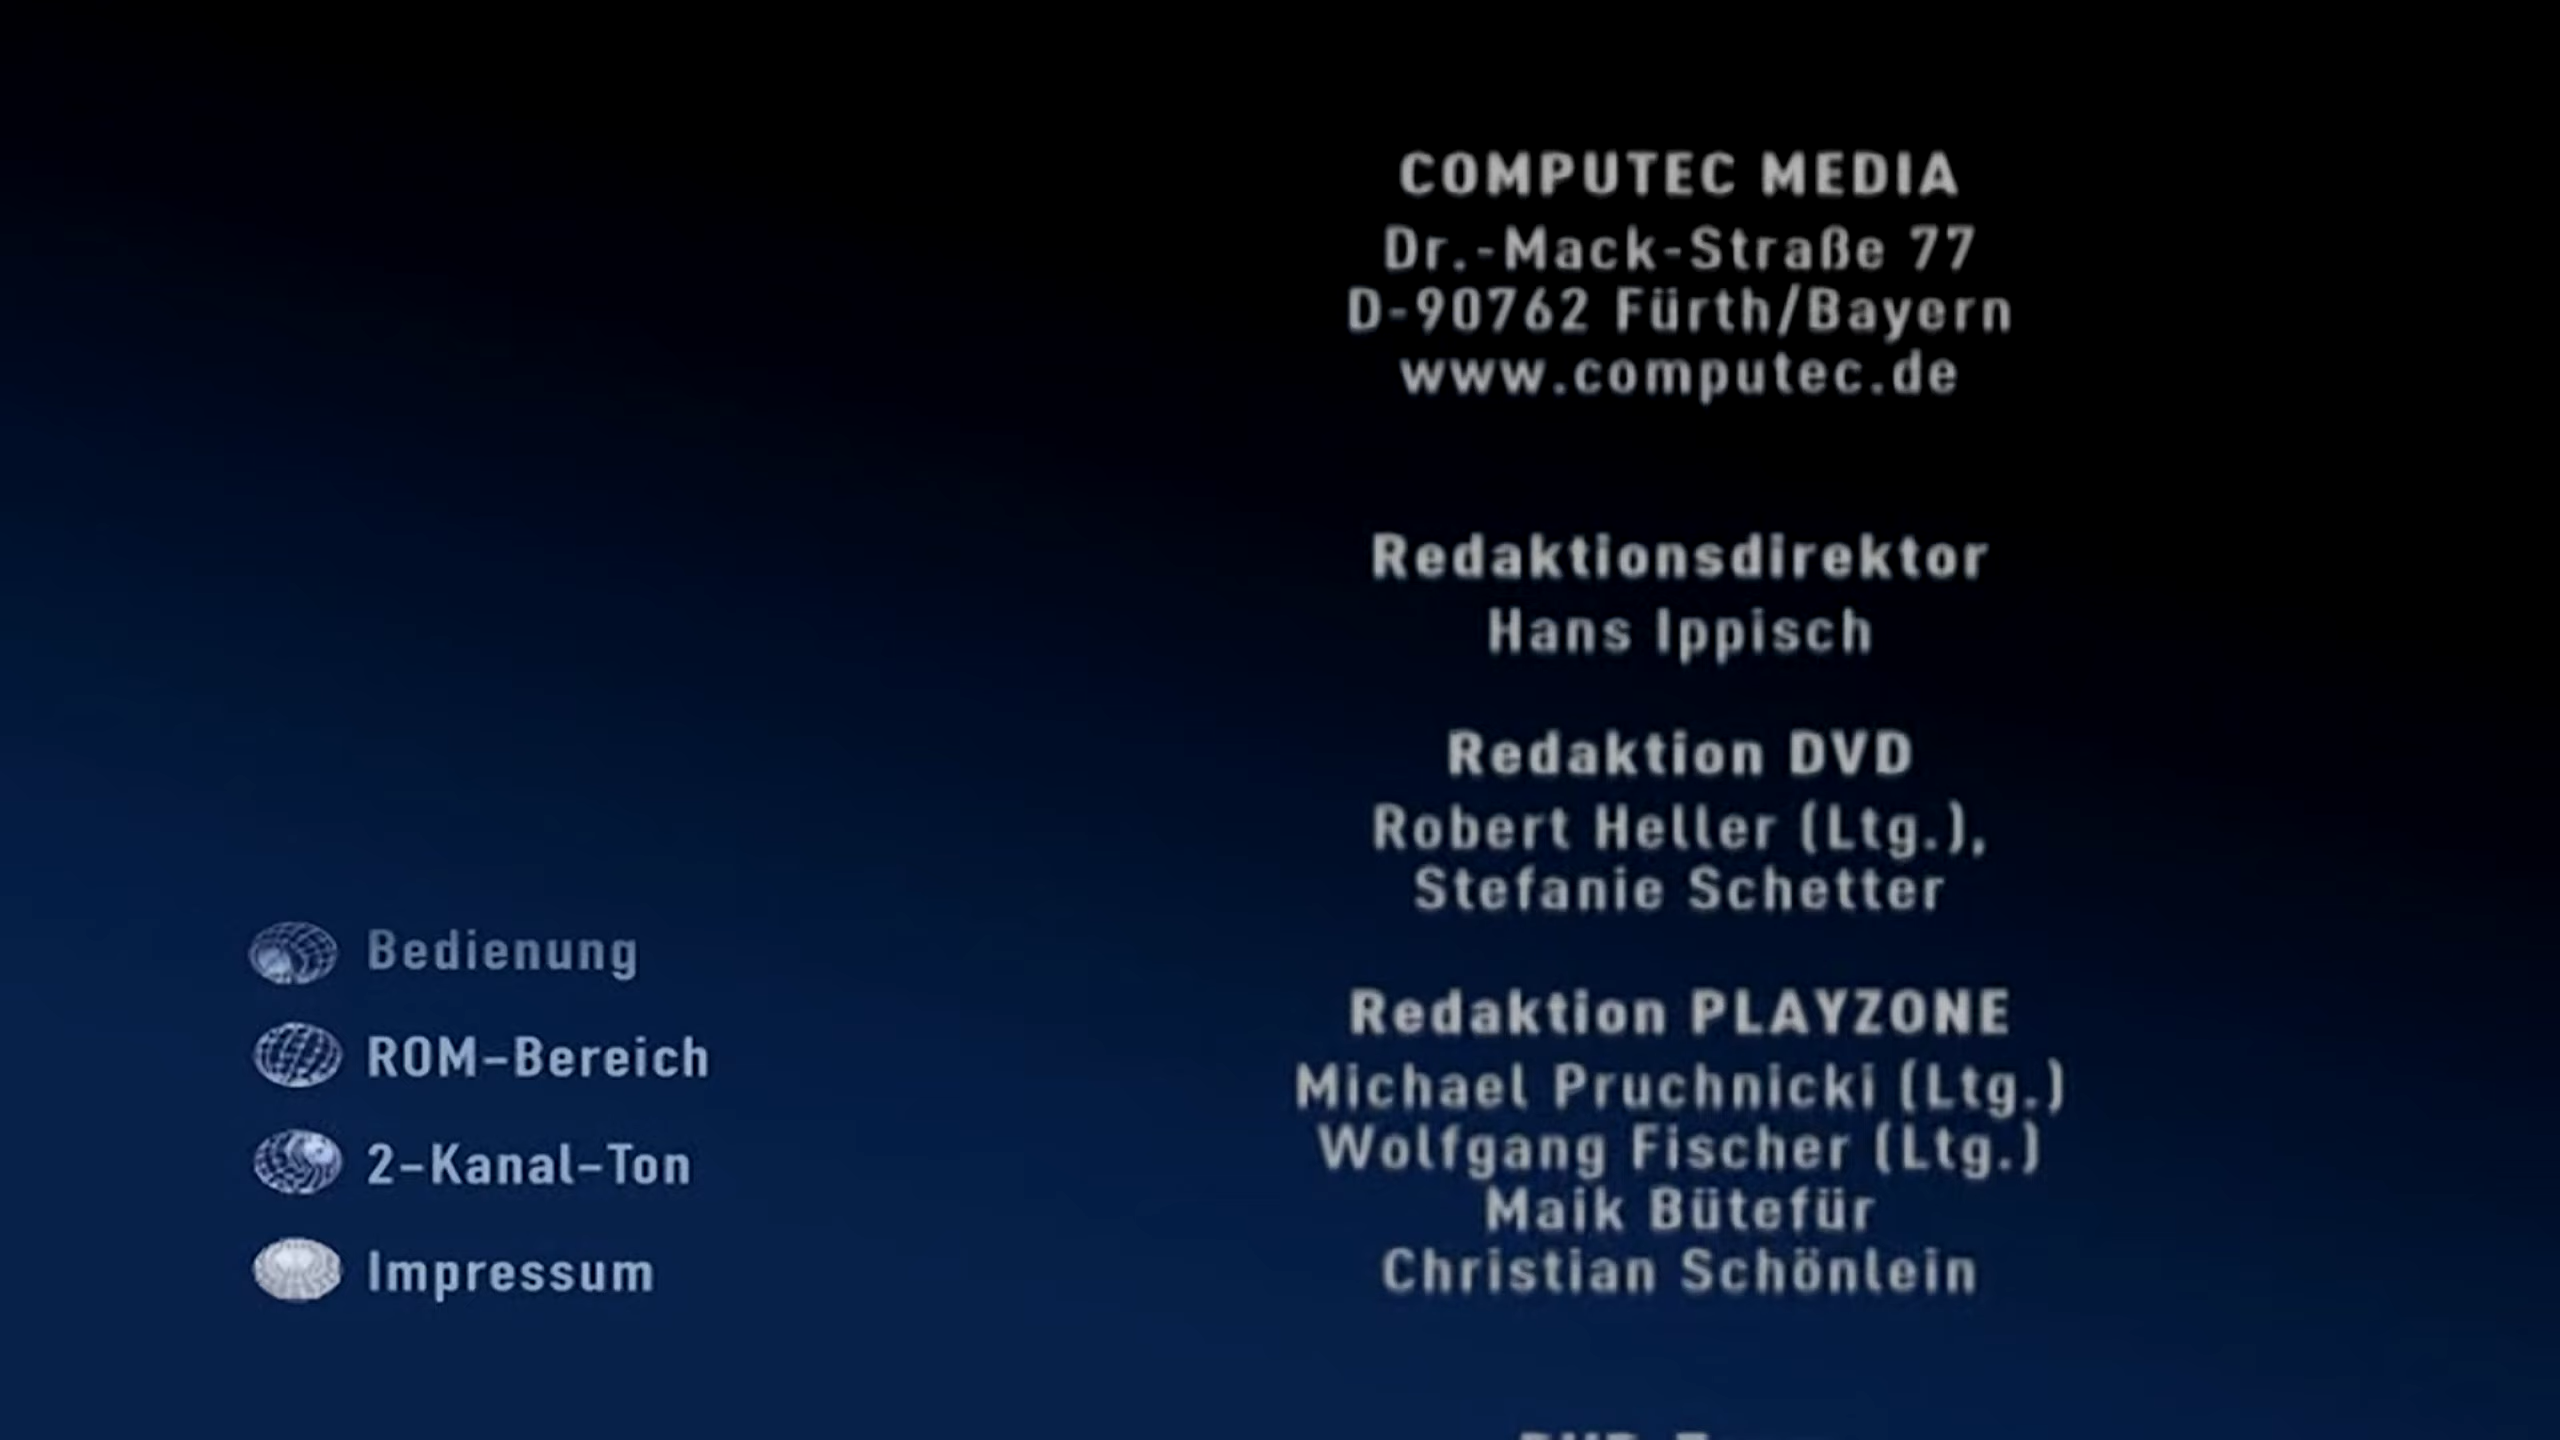 COMPUTEC MEDIA
Dr.-Mack-Straße 77
D-90762 Fürth/Bayern
www.computec.de
Redaktionsdirektor
Hans Ippisch
Redaktion DVD
Robert Heller (Ltg.),
Stefanie Schetter
Redaktion PLAYZONE
Michael Pruchnicki (Ltg.)
Wolfgang Fischer (Ltg.)
Maik Bütefür
Christian Schönlein
Bedienung
ROM-Bereich
2-Kanal-Ton
Impressum